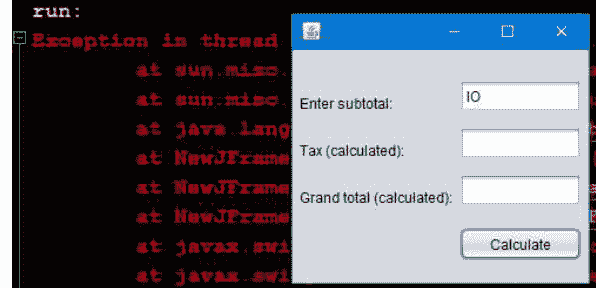 run:
Exception in thread
at sun.misc.
at sun.misc.
at java.lang
at NewJFrame
at NewJFrame
at NewJFrame
at javax.swi
at javax.swi
Enter subtotal:
IO
Tax (calculated):
Grand total (calculated):
Calculate